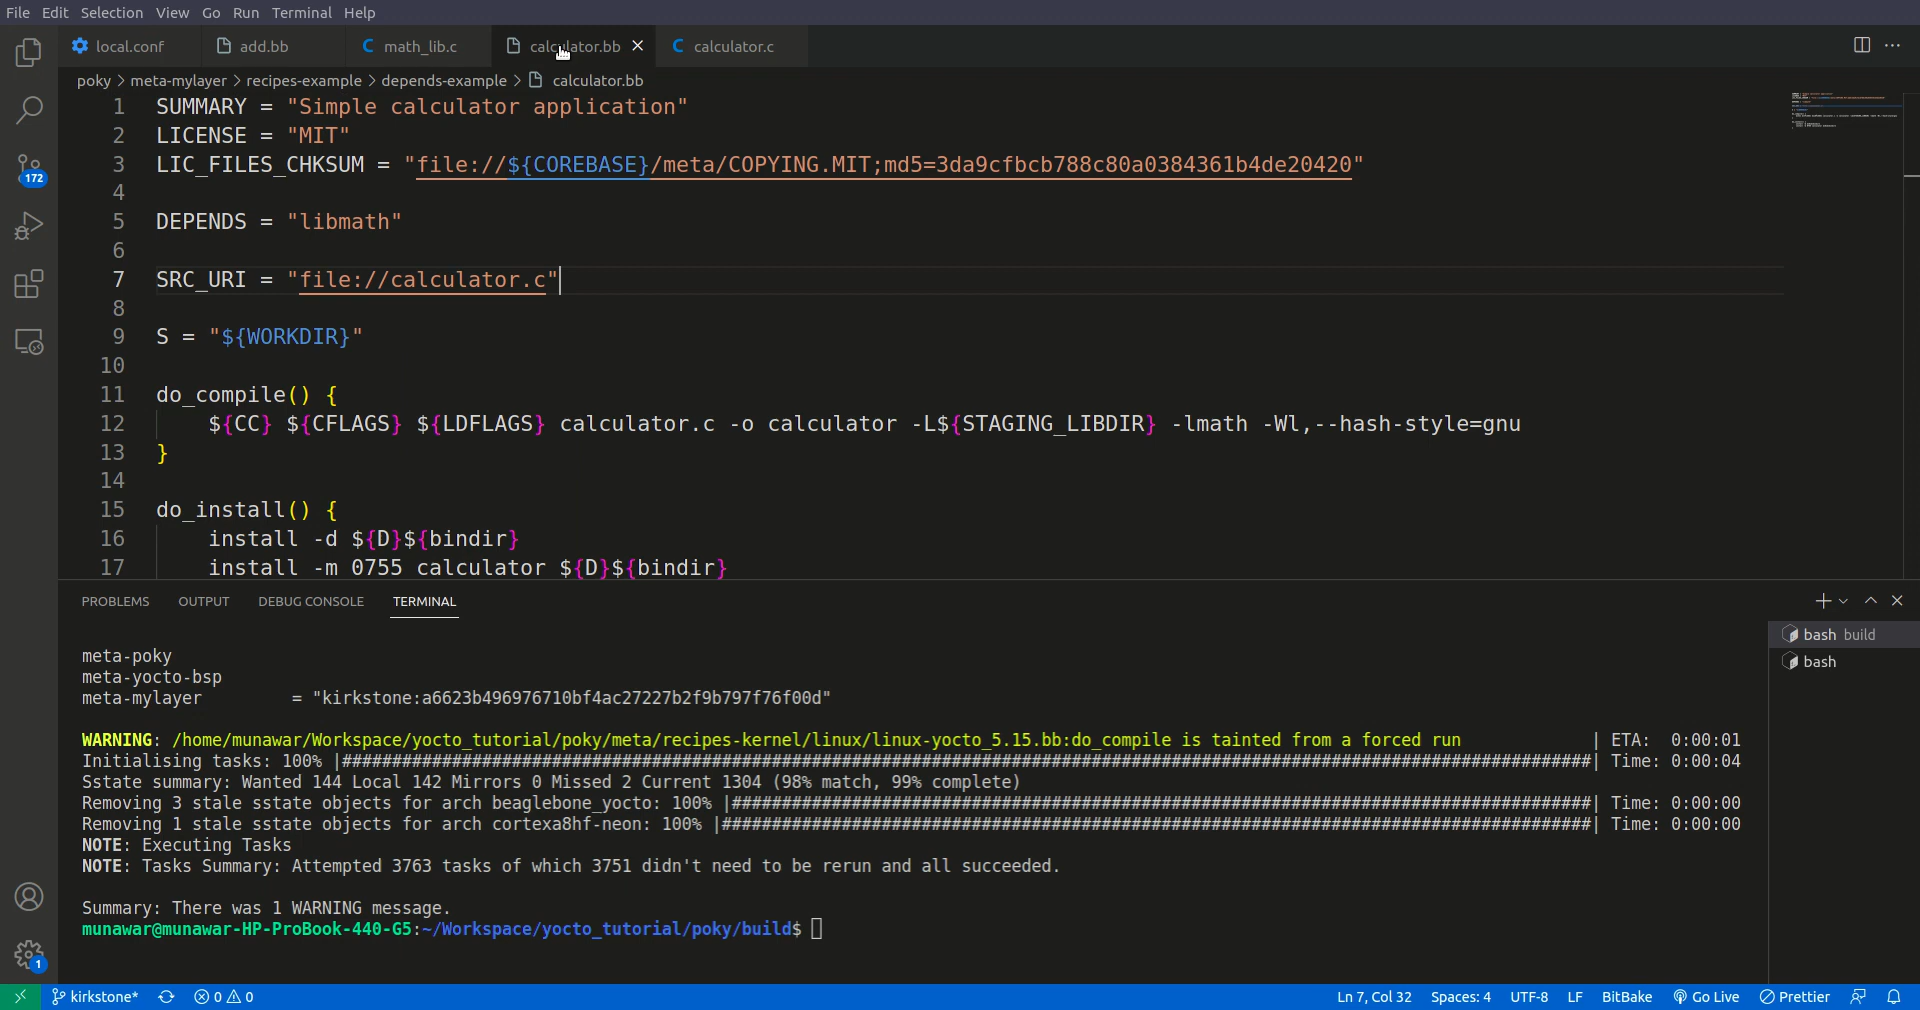 File Edit Selection View Go Run Terminal Help
local.conf add.bb C math_lib.c calculator.bb C calculator.c
poky > meta-mylayer > recipes-example > depends-example > calculator.bb
1 SUMMARY = "Simple calculator application"
2 LICENSE = "MIT"
3 LIC_FILES_CHKSUM = "file://${COREBASE}/meta/COPYING.MIT;md5=3da9cfbcb788c80a0384361b4de20420"
4
5 DEPENDS = "libmath"
6
7 SRC_URI = "file://calculator.c"
8
9 S = "${WORKDIR}"
10
11 do_compile() {
12 ${CC} ${CFLAGS} ${LDFLAGS} calculator.c -o calculator -L${STAGING_LIBDIR} -lmath -Wl,--hash-style=gnu
13 }
14
15 do_install() {
16 install -d ${D}${bindir}
17 install -m 0755 calculator ${D}${bindir}
172
PROBLEMS OUTPUT DEBUG CONSOLE TERMINAL
bash build
bash
meta-poky
meta-yocto-bsp
meta-mylayer = "kirkstone:a6623b496976710bf4ac27227b2f9b797f76f00d"
WARNING: /home/munawar/Workspace/yocto_tutorial/poky/meta/recipes-kernel/linux/linux-yocto_5.15.bb:do_compile is tainted from a forced run | ETA: 0:00:01
Initialising tasks: 100% |#############################################################################################################################| Time: 0:00:04
Sstate summary: Wanted 144 Local 142 Mirrors 0 Missed 2 Current 1304 (98% match, 99% complete)
Removing 3 stale sstate objects for arch beaglebone_yocto: 100% |######################################################################################| Time: 0:00:00
Removing 1 stale sstate objects for arch cortexa8hf-neon: 100% |#######################################################################################| Time: 0:00:00
NOTE: Executing Tasks
NOTE: Tasks Summary: Attempted 3763 tasks of which 3751 didn't need to be rerun and all succeeded.
Summary: There was 1 WARNING message.
munawar@munawar-HP-ProBook-440-G5:~/Workspace/yocto_tutorial/poky/build$
1
kirkstone* 0 0 Ln 7, Col 32 Spaces: 4 UTF-8 LF BitBake Go Live Prettier